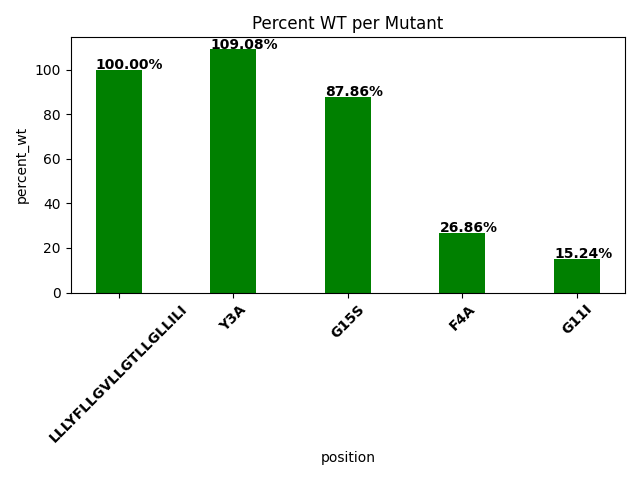 Percent WT per Mutant
percent_wt
100
80
60
40
20
0
100.00%
109.08%
87.86%
26.86%
15.24%
LLLYFLLGVLLGTLLGLLILI
Y3A
G15S
F4A
G11I
position